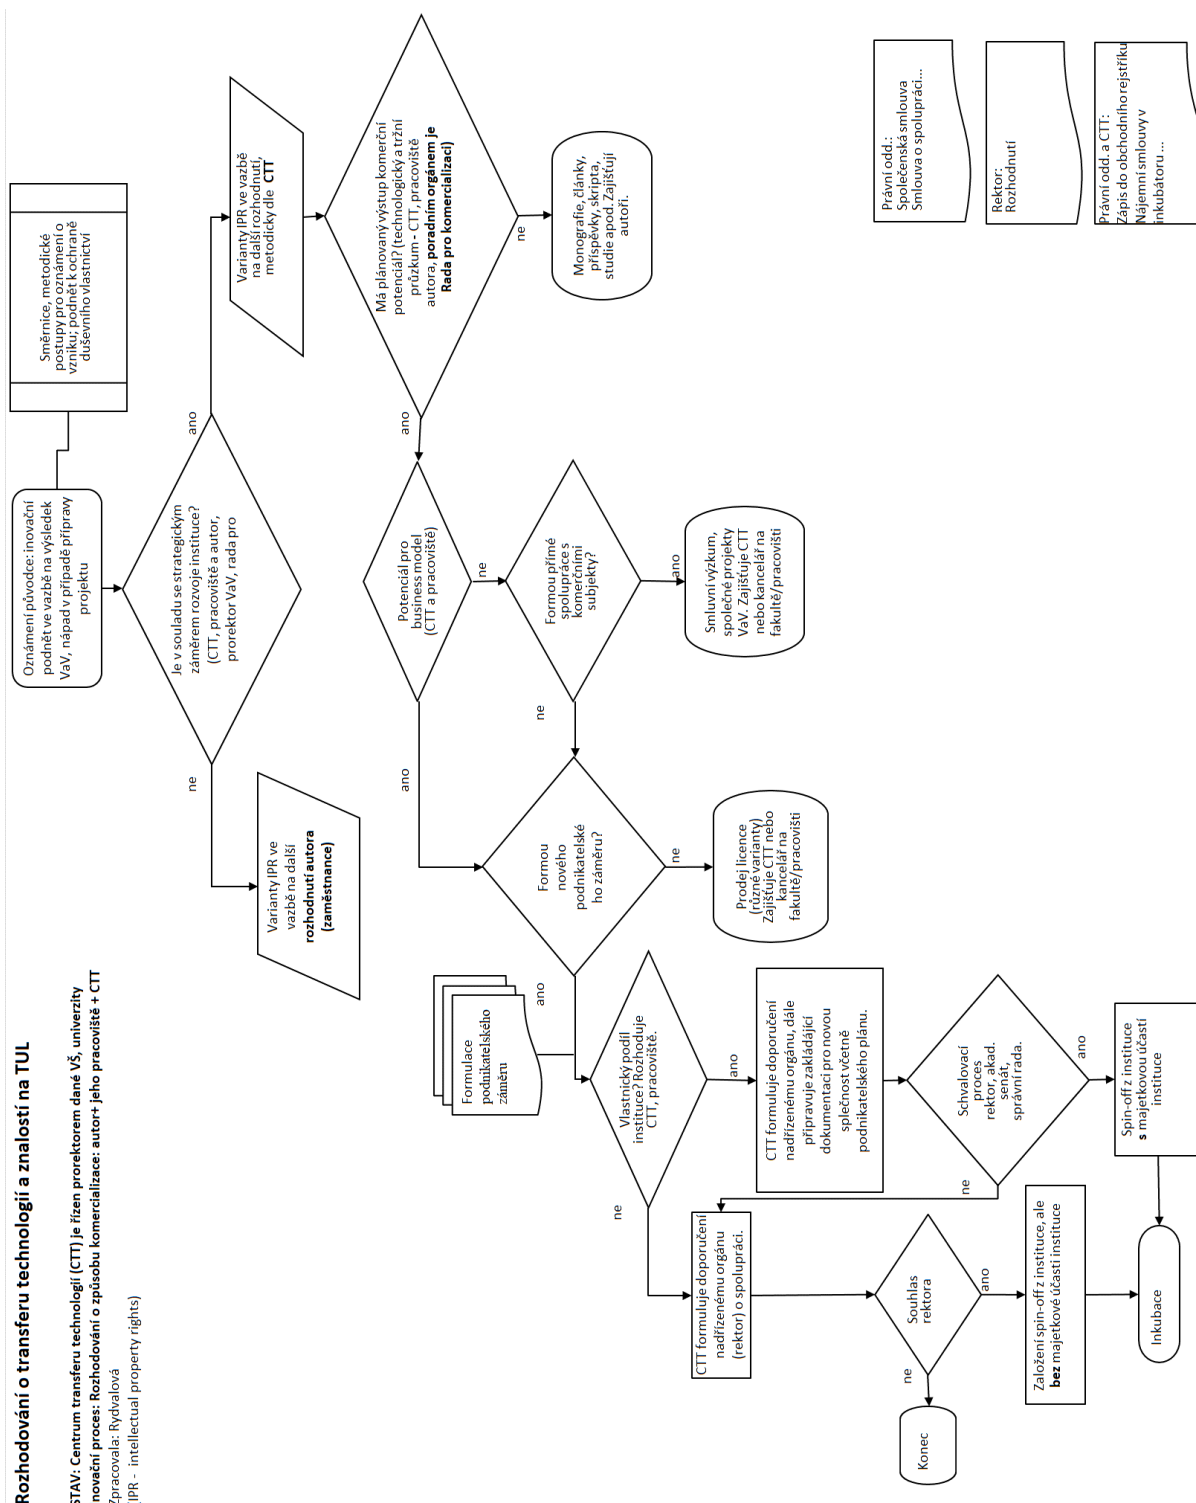 Rozhodování o transferu technologií a znalostí na TUL
STAV: Centrum transferu technologií (CTT) je řízen prorektorem dané VŠ, univerzity
novační proces: Rozhodování o způsobu komercializace: autor+ jeho pracoviště + CTT
Zpracovala: Rydvalová
(IPR - intellectual property rights)
Oznámení původce: inovační
podnět ve vazbě na výsledek
VaV, nápad v případě přípravy
projektu
Směrnice, metodické
postupy pro oznámení o
vzniku; podnět k ochraně
duševního vlastnictví
Je v souladu se strategickým
záměrem rozvoje instituce?
(CTT, pracoviště a autor,
prorektor VaV, rada pro
ne
ano
Varianty IPR ve
vazbě na další
rozhodnutí autora
(zaměstnance)
Varianty IPR ve vazbě
na další rozhodnutí,
metodicky dle CTT
Má plánovaný výstup komerční
potenciál? (technologický a tržní
průzkum - CTT, pracoviště
autora, poradním orgánem je
Rada pro komercializaci)
ano
ne
Monografie, články,
příspěvky, skripta,
studie apod. Zajišťují
autoři.
Potenciál pro
business model
(CTT a pracoviště)
ano
ne
Formou přímé
spolupráce s
komerčními
subjekty?
ne
ano
Smluvní výzkum,
společné projekty
VaV. Zajišťuje CTT
nebo kancelář na
fakultě/pracovišti
Formou
nového
podnikatelské
ho záměru?
ano
ne
Prodej licence
(různé varianty)
Zajišťuje CTT nebo
kancelář na
fakultě/pracovišti
Formulace
podnikatelského
záměru
Vlastnický podíl
instituce? Rozhoduje
CTT, pracoviště.
ne
ano
CTT formuluje doporučení
nadřízenému orgánu, dále
připravuje zakládající
dokumentaci pro novou
splečnost včetně
podnikatelského plánu.
CTT formuluje doporučení
nadřízenému orgánu
(rektor) o spolupráci.
Schvalovací
proces
rektor, akad.
senát,
správní rada.
ne
ano
Souhlas
rektora
ne
ano
Konec
Založení spin-off z instituce, ale
bez majetkové účasti instituce
Spin-off z instituce
s majetkovou účastí
instituce
Inkubace
Právní odd.:
Společenská smlouva
Smlouva o spolupráci...
Rektor:
Rozhodnutí
Právní odd. a CTT:
Zápis do obchodního rejstříku
Nájemní smlouvy v
inkubátoru ...